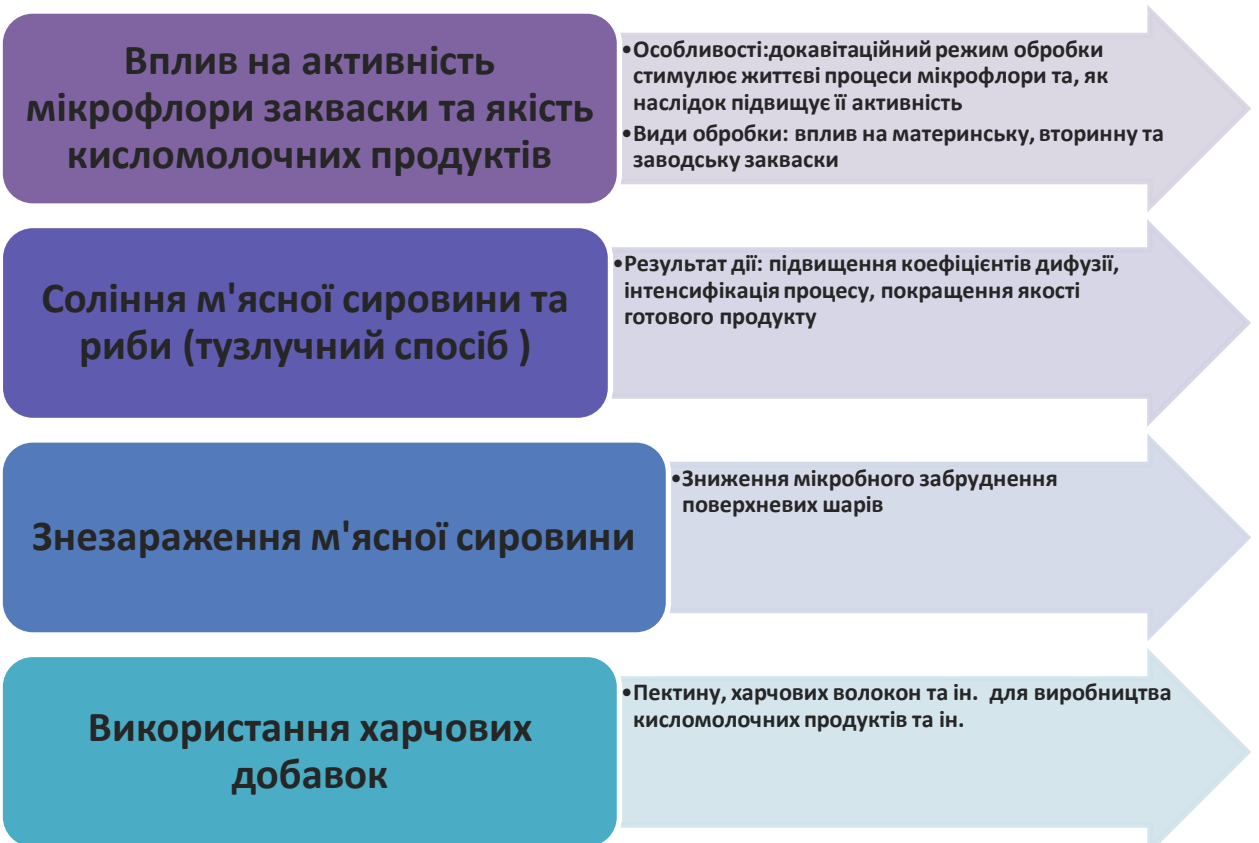 Вплив на активність
мікрофлори закваски та якість
кисломолочних продуктів
•Особливості:докавітаційний режим обробки
стимулює життєві процеси мікрофлори та, як
наслідок підвищує її активність
•Види обробки: вплив на материнську, вторинну та
заводську закваски
Соління м'ясної сировини та
риби (тузлучний спосіб )
•Результат дії: підвищення коефіцієнтів дифузії,
інтенсифікація процесу, покращення якості
готового продукту
Знезараження м'ясної сировини
•Зниження мікробного забруднення
поверхневих шарів
Використання харчових
добавок
•Пектину, харчових волокон та ін.  для виробництва
кисломолочних продуктів та ін.